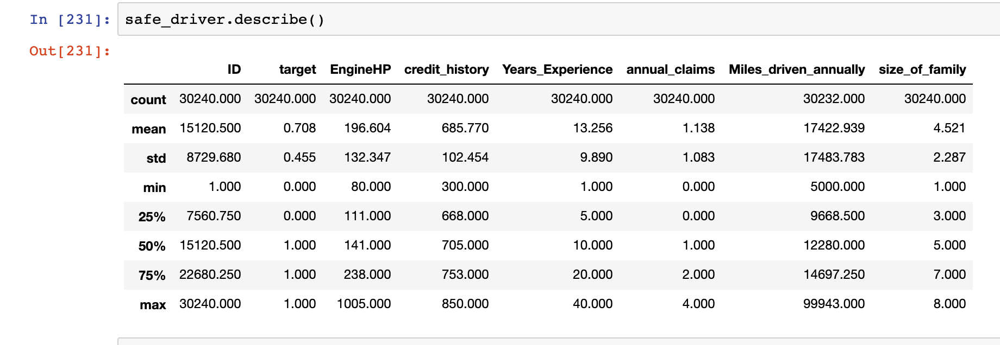 In [231]: safe_driver.describe()
Out[231]:
ID target EngineHP credit_history Years_Experience annual_claims Miles_driven_annually size_of_family
count 30240.000 30240.000 30240.000 30240.000 30240.000 30240.000 30232.000 30240.000
mean 15120.500 0.708 196.604 685.770 13.256 1.138 17422.939 4.521
std 8729.680 0.455 132.347 102.454 9.890 1.083 17483.783 2.287
min 1.000 0.000 80.000 300.000 1.000 0.000 5000.000 1.000
25% 7560.750 0.000 111.000 668.000 5.000 0.000 9668.500 3.000
50% 15120.500 1.000 141.000 705.000 10.000 1.000 12280.000 5.000
75% 22680.250 1.000 238.000 753.000 20.000 2.000 14697.250 7.000
max 30240.000 1.000 1005.000 850.000 40.000 4.000 99943.000 8.000